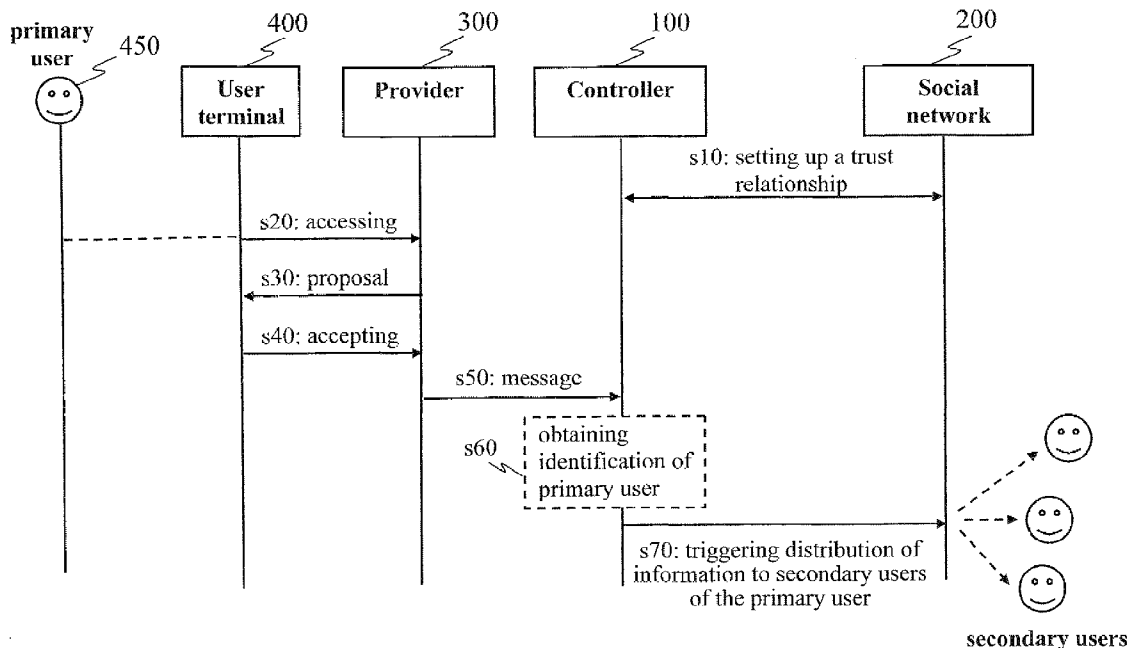 primary
user
450
400
300
100
200
User
terminal
Provider
Controller
Social
network
s10: setting up a trust
relationship
s20: accessing
s30: proposal
s40: accepting
s50: message
s60
obtaining
identification of
primary user
s70: triggering distribution of
information to secondary users
of the primary user
secondary users